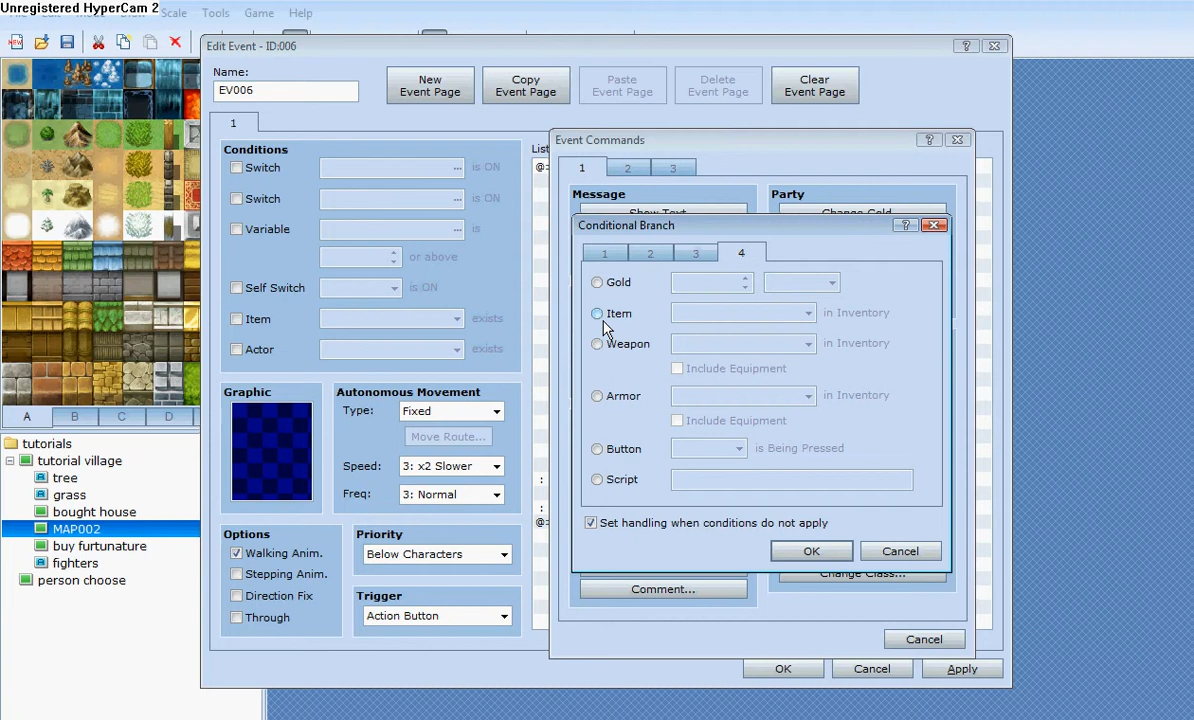 Unregistered HyperCam 2
Scale Tools Game Help
Edit Event - ID:006
Name:
EV006
New Event Page
Copy Event Page
Paste Event Page
Delete Event Page
Clear Event Page
1
Conditions
Switch ... is ON
Switch ... is ON
Variable ... is
or above
Self Switch is ON
Item exists
Actor exists
Graphic
Autonomous Movement
Type: Fixed
Move Route...
Speed: 3: x2 Slower
Freq: 3: Normal
Options
Walking Anim.
Stepping Anim.
Direction Fix
Through
Priority
Below Characters
Trigger
Action Button
OK Cancel Apply
Event Commands
1 2 3
Message
Party
Show Text
Change Gold
Conditional Branch
1 2 3 4
Gold
Item in Inventory
Weapon in Inventory
Include Equipment
Armor in Inventory
Include Equipment
Button is Being Pressed
Script
Set handling when conditions do not apply
OK Cancel
Comment...
Change Class...
Cancel
A B C D
tutorials
tutorial village
tree
grass
bought house
MAP002
buy furtunature
fighters
person choose